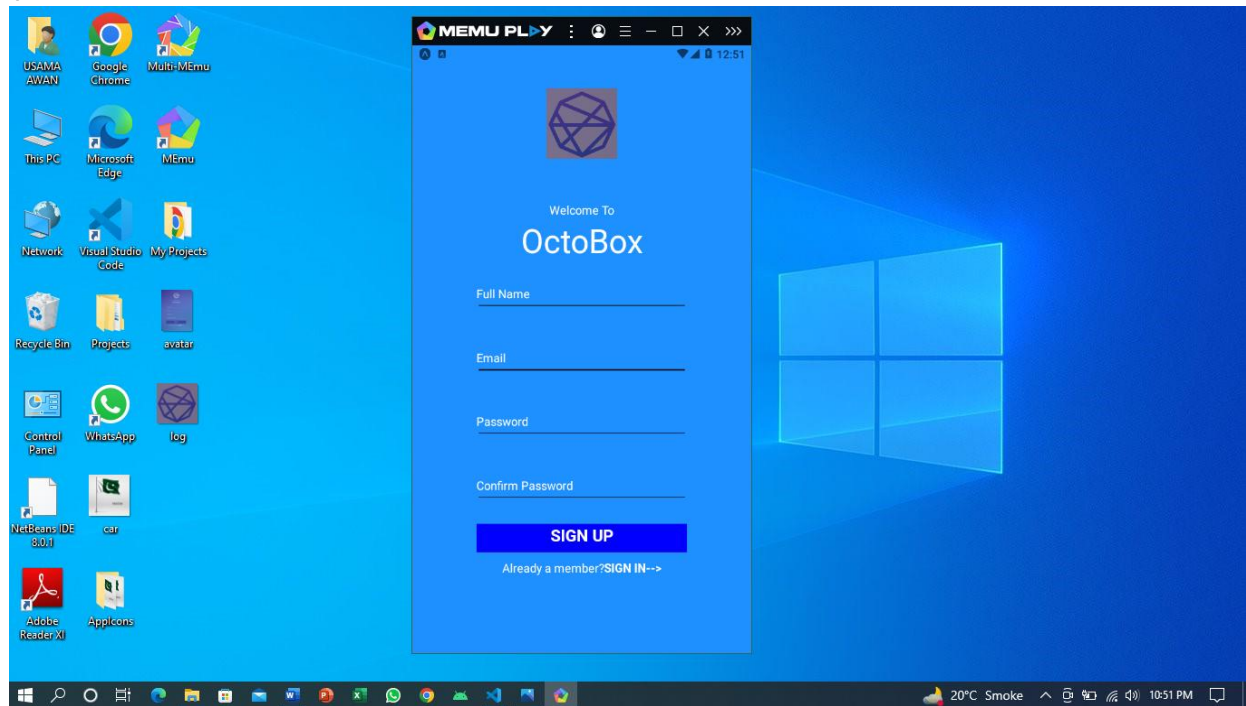 USAMA
AWAN
Google
Chrome
Multi-MEmu
This PC
Microsoft
Edge
MEmu
Network
Visual Studio
Code
My Projects
Recycle Bin
Projects
avatar
Control
Panel
WhatsApp
log
NetBeans IDE
8.0.1
car
Adobe
Reader XI
AppIcons
MEMU PLAY
12:51
Welcome To
OctoBox
Full Name
Email
Password
Confirm Password
SIGN UP
Already a member?SIGN IN-->
20°C Smoke
10:51 PM